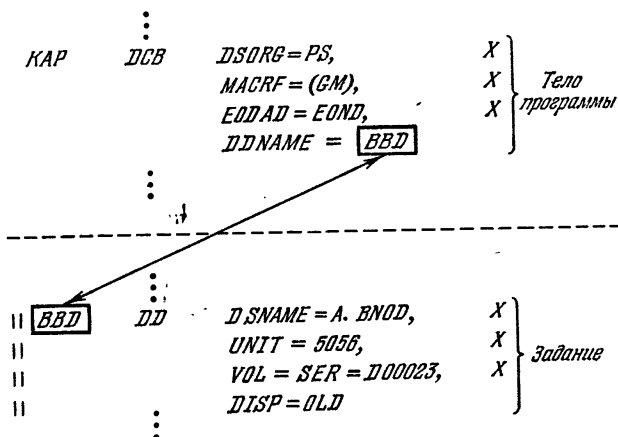 KAP DCB DSORG = PS, X
MACRF = (GM), X
EODAD = EOND, X
DDNAME = BBD
Тело программы
// BBD DD DSNAME = A. BNOD, X
// UNIT = 5056, X
// VOL = SER = D00023, X
// DISP = OLD
Задание